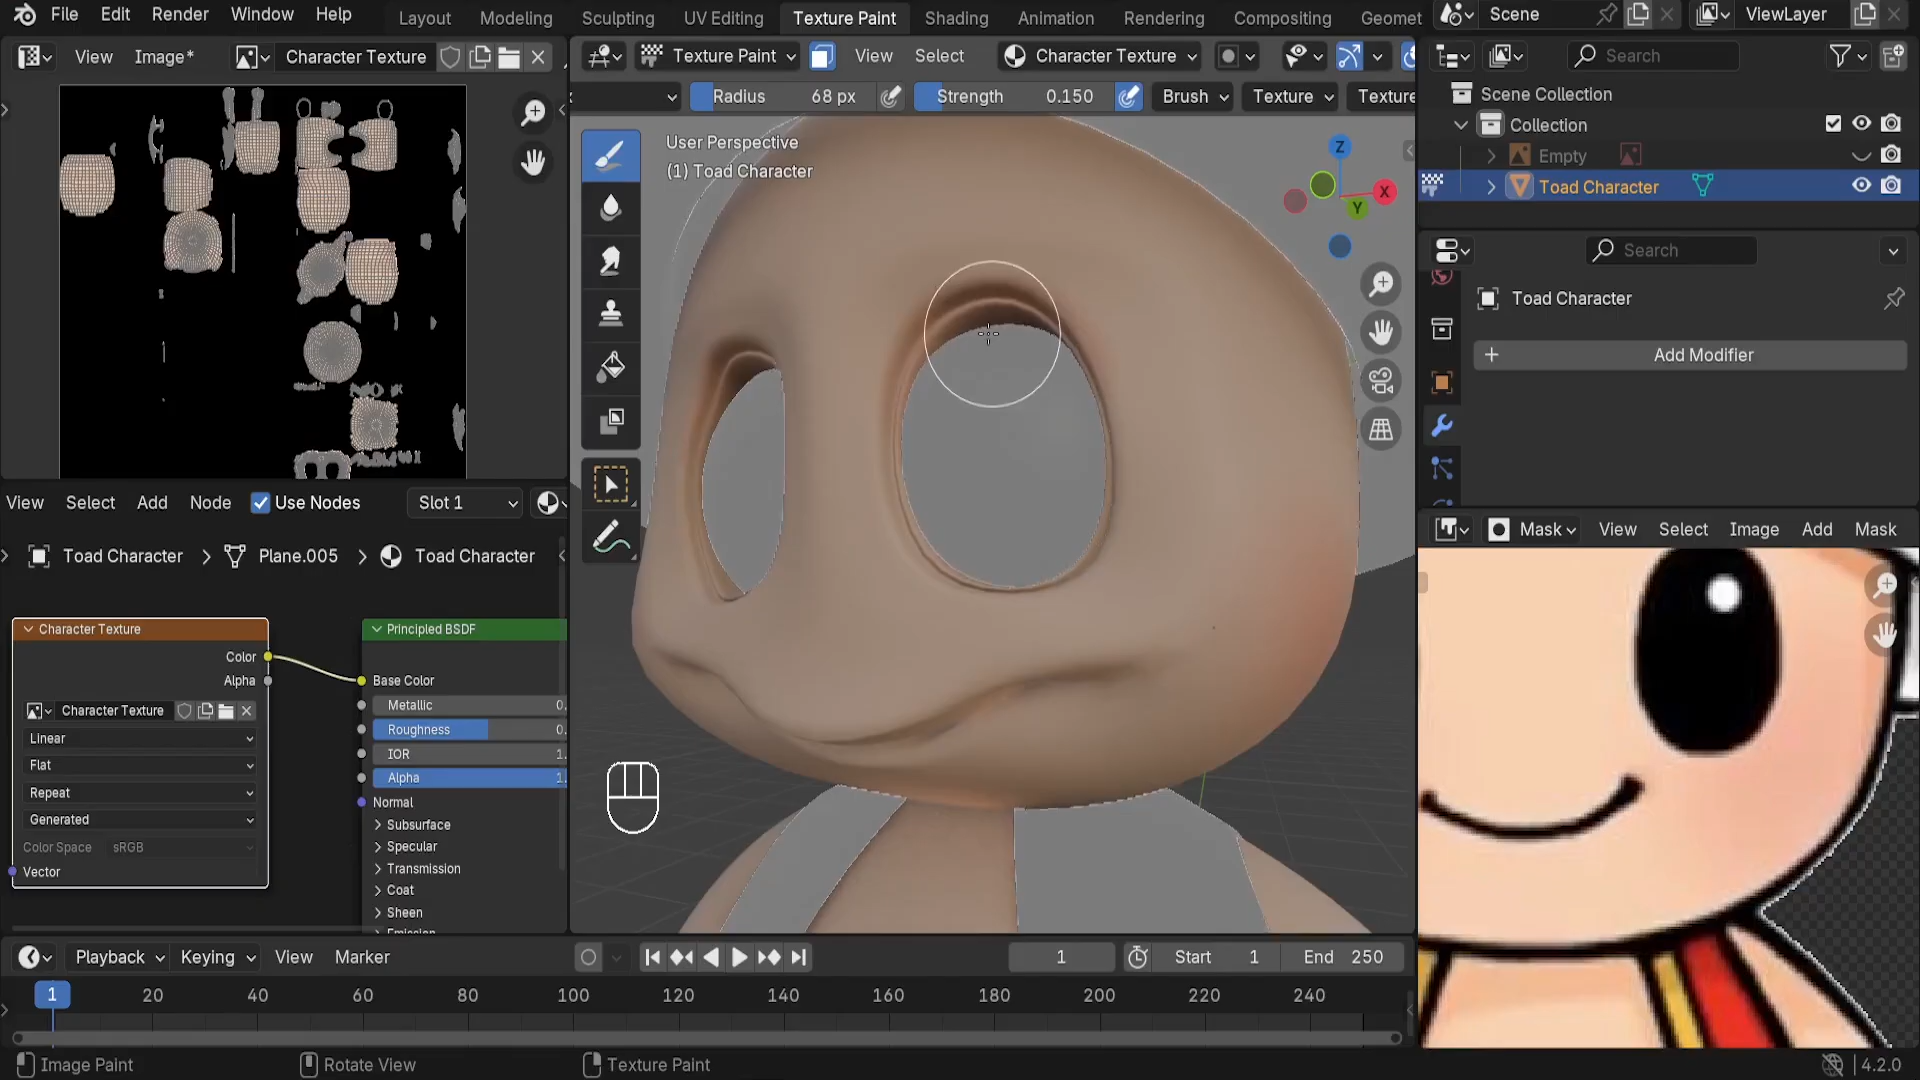 File Edit Render Window Help
Layout Modeling Sculpting UV Editing Texture Paint Shading Animation Rendering Compositing Geomet
Scene ViewLayer
View Image* Character Texture
Texture Paint View Select Character Texture
Search
Radius 68 px Strength 0.150 Brush Texture Texture
Scene Collection
Collection
Empty
Toad Character
User Perspective
(1) Toad Character
Z
X
Y
Search
Toad Character
+ Add Modifier
View Select Add Node Use Nodes Slot 1
Mask View Select Image Add Mask
Toad Character > Plane.005 > Toad Character
Character Texture
Color
Alpha
Character Texture
Linear
Flat
Repeat
Generated
Color Space sRGB
Vector
Principled BSDF
Base Color
Metallic 0.
Roughness 0.
IOR 1.
Alpha 1.
Normal
Subsurface
Specular
Transmission
Coat
Sheen
Playback Keying View Marker 1 Start 1 End 250
1 20 40 60 80 100 120 140 160 180 200 220 240
Image Paint Rotate View Texture Paint 4.2.0